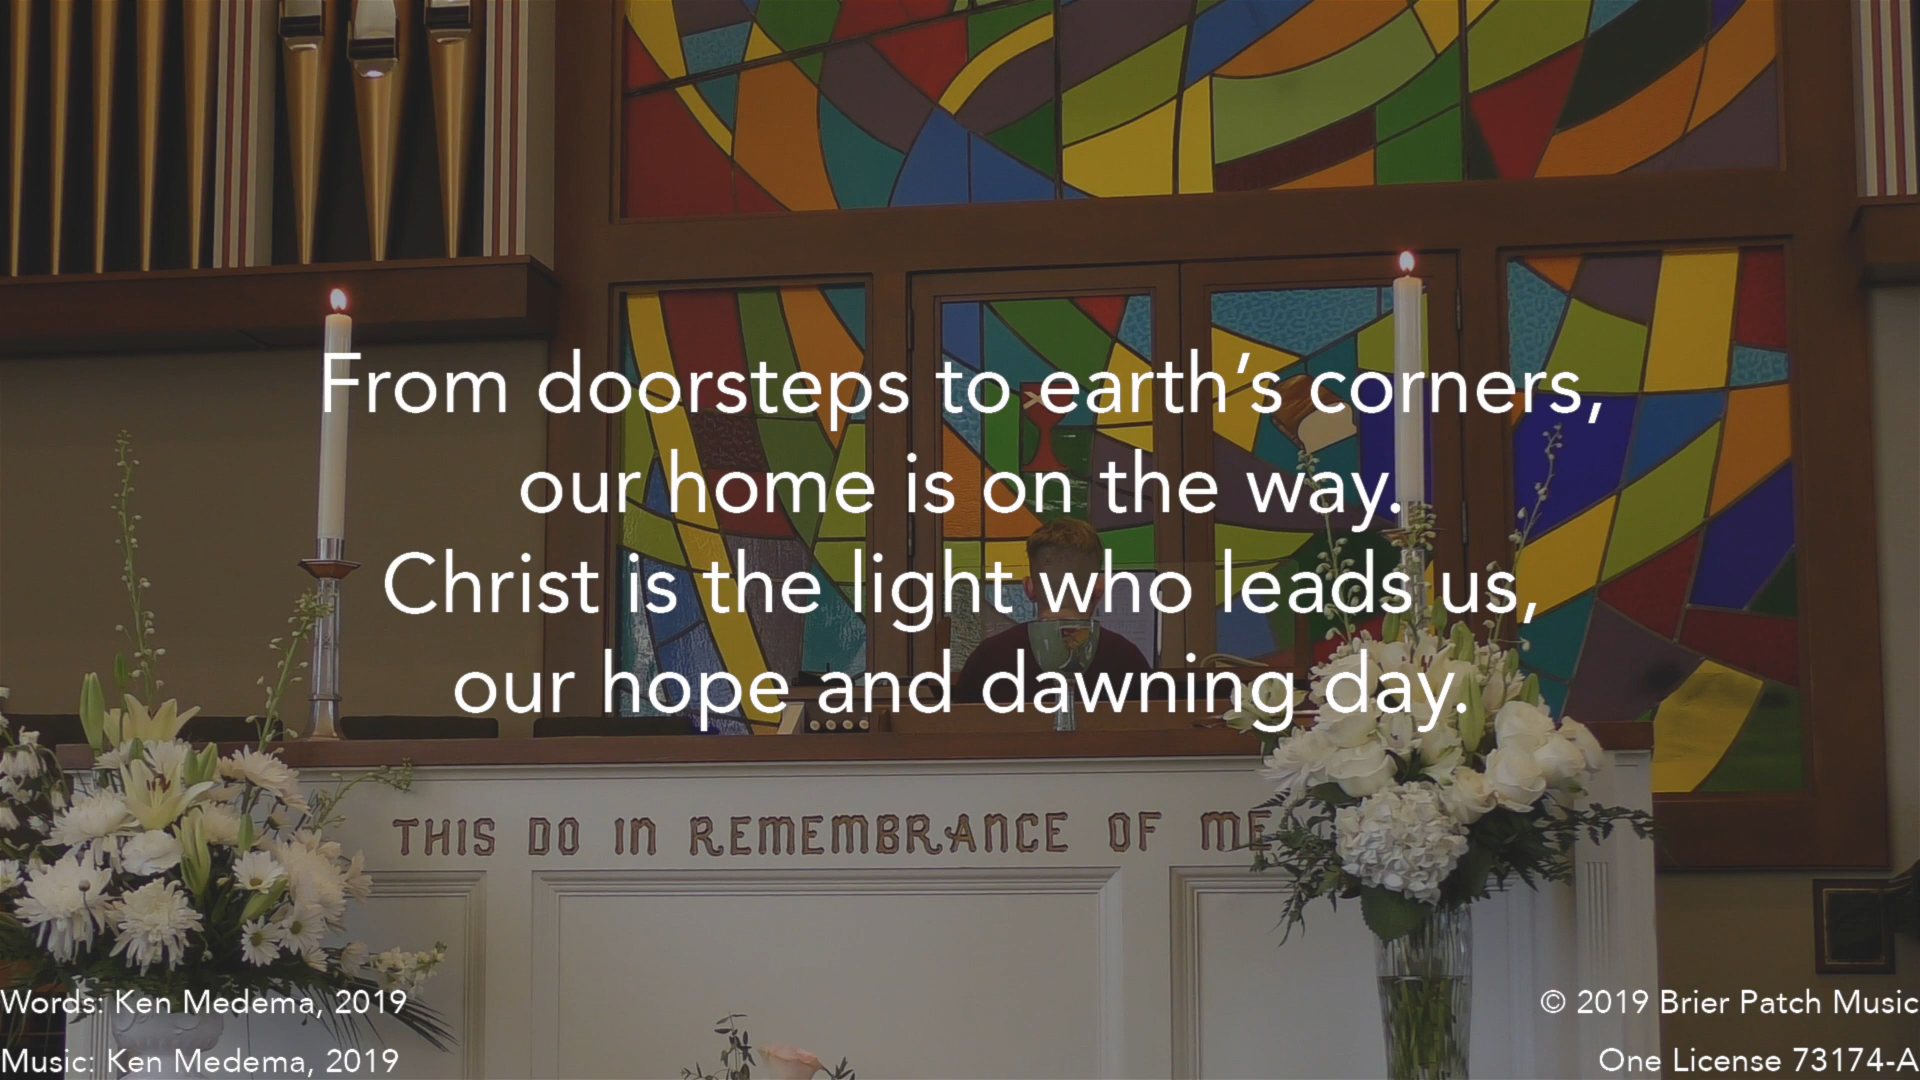 From doorsteps to earth’s corners,
our home is on the way.
Christ is the light who leads us,
our hope and dawning day.
THIS DO IN REMEMBRANCE OF ME
Words: Ken Medema, 2019
Music: Ken Medema, 2019
© 2019 Brier Patch Music
One License 73174-A